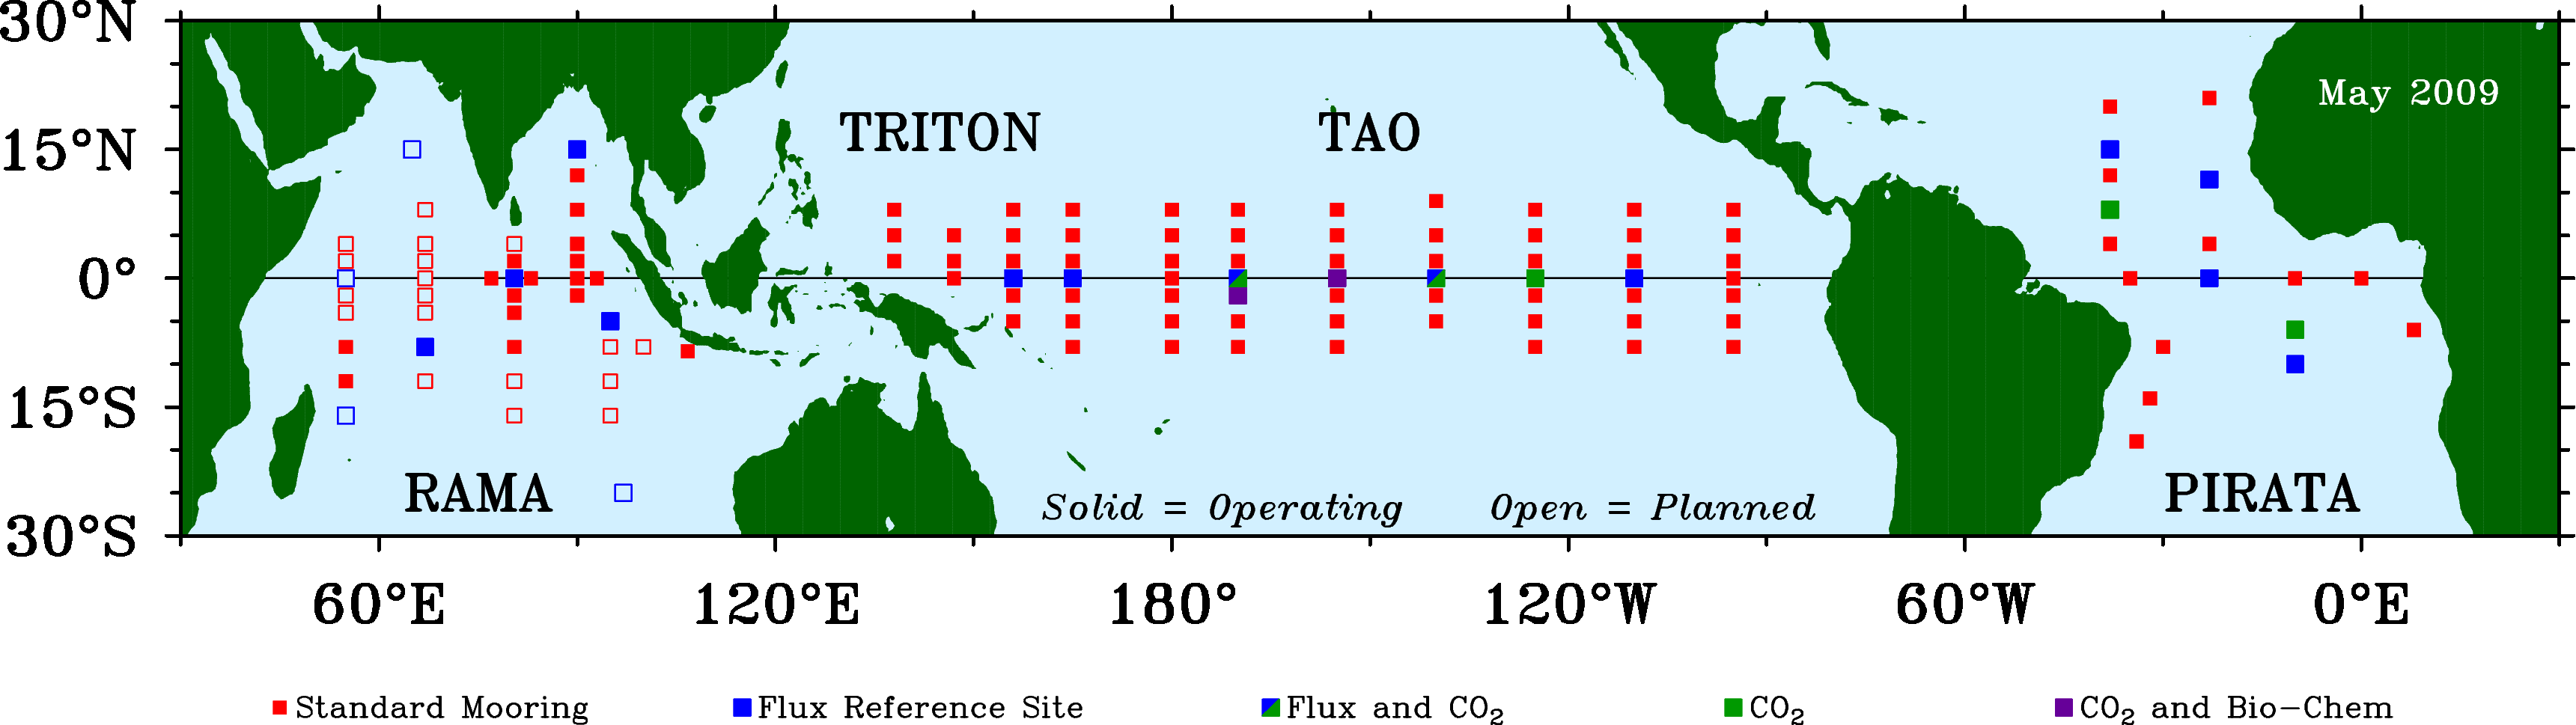 30°N
May 2009
TRITON TAO
15°N
0°
15°S
RAMA Solid = Operating Open = Planned PIRATA
30°S
60°E 120°E 180° 120°W 60°W 0°E
Standard Mooring Flux Reference Site Flux and CO₂ CO₂ CO₂ and Bio-Chem